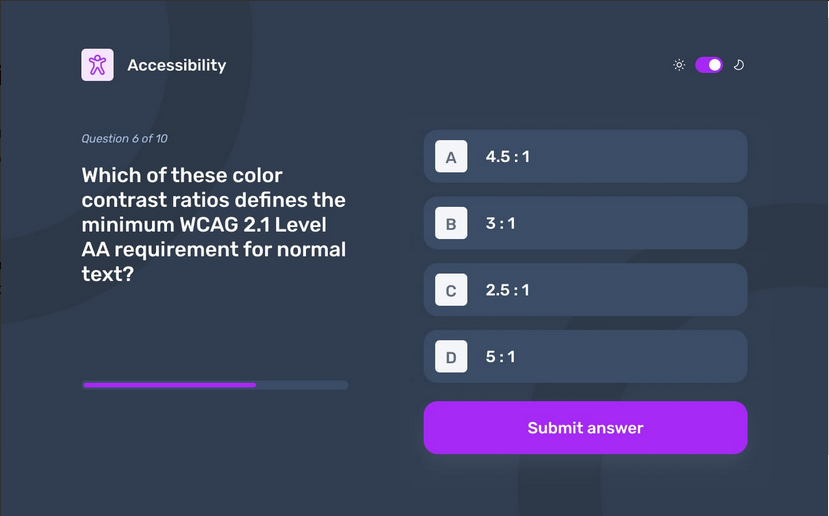 Accessibility
Question 6 of 10
Which of these color
contrast ratios defines the
minimum WCAG 2.1 Level
AA requirement for normal
text?
A 4.5 : 1
B 3 : 1
C 2.5 : 1
D 5 : 1
Submit answer